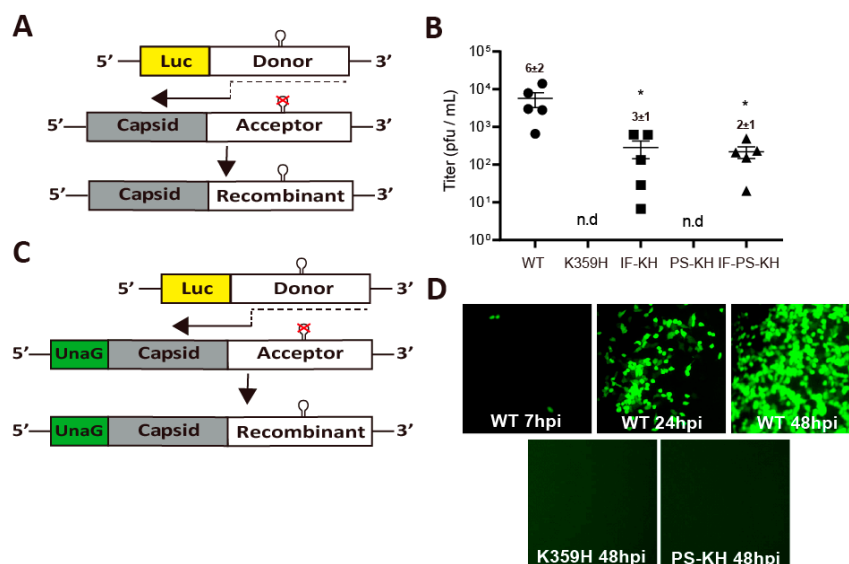 A
5’
Luc
Donor
3’
Capsid
Acceptor
5’
3’
5’
Capsid
Recombinant
3’
B
Titer (pfu / mL)
10⁵
10⁴
10³
10²
10¹
10⁰
6±2
*
3±1
*
2±1
n.d
n.d
WT
K359H
IF-KH
PS-KH
IF-PS-KH
C
5’
Luc
Donor
3’
5’
UnaG
Capsid
Acceptor
3’
5’
UnaG
Capsid
Recombinant
3’
D
WT 7hpi
WT 24hpi
WT 48hpi
K359H 48hpi
PS-KH 48hpi